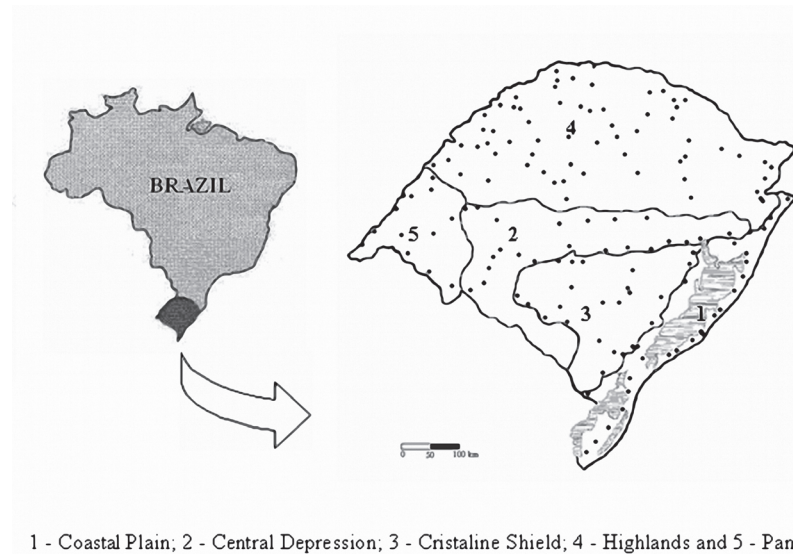 BRAZIL
4
5
2
3
1
0 50 100 km
1 - Coastal Plain; 2 - Central Depression; 3 - Cristaline Shield; 4 - Highlands and 5 - Pan